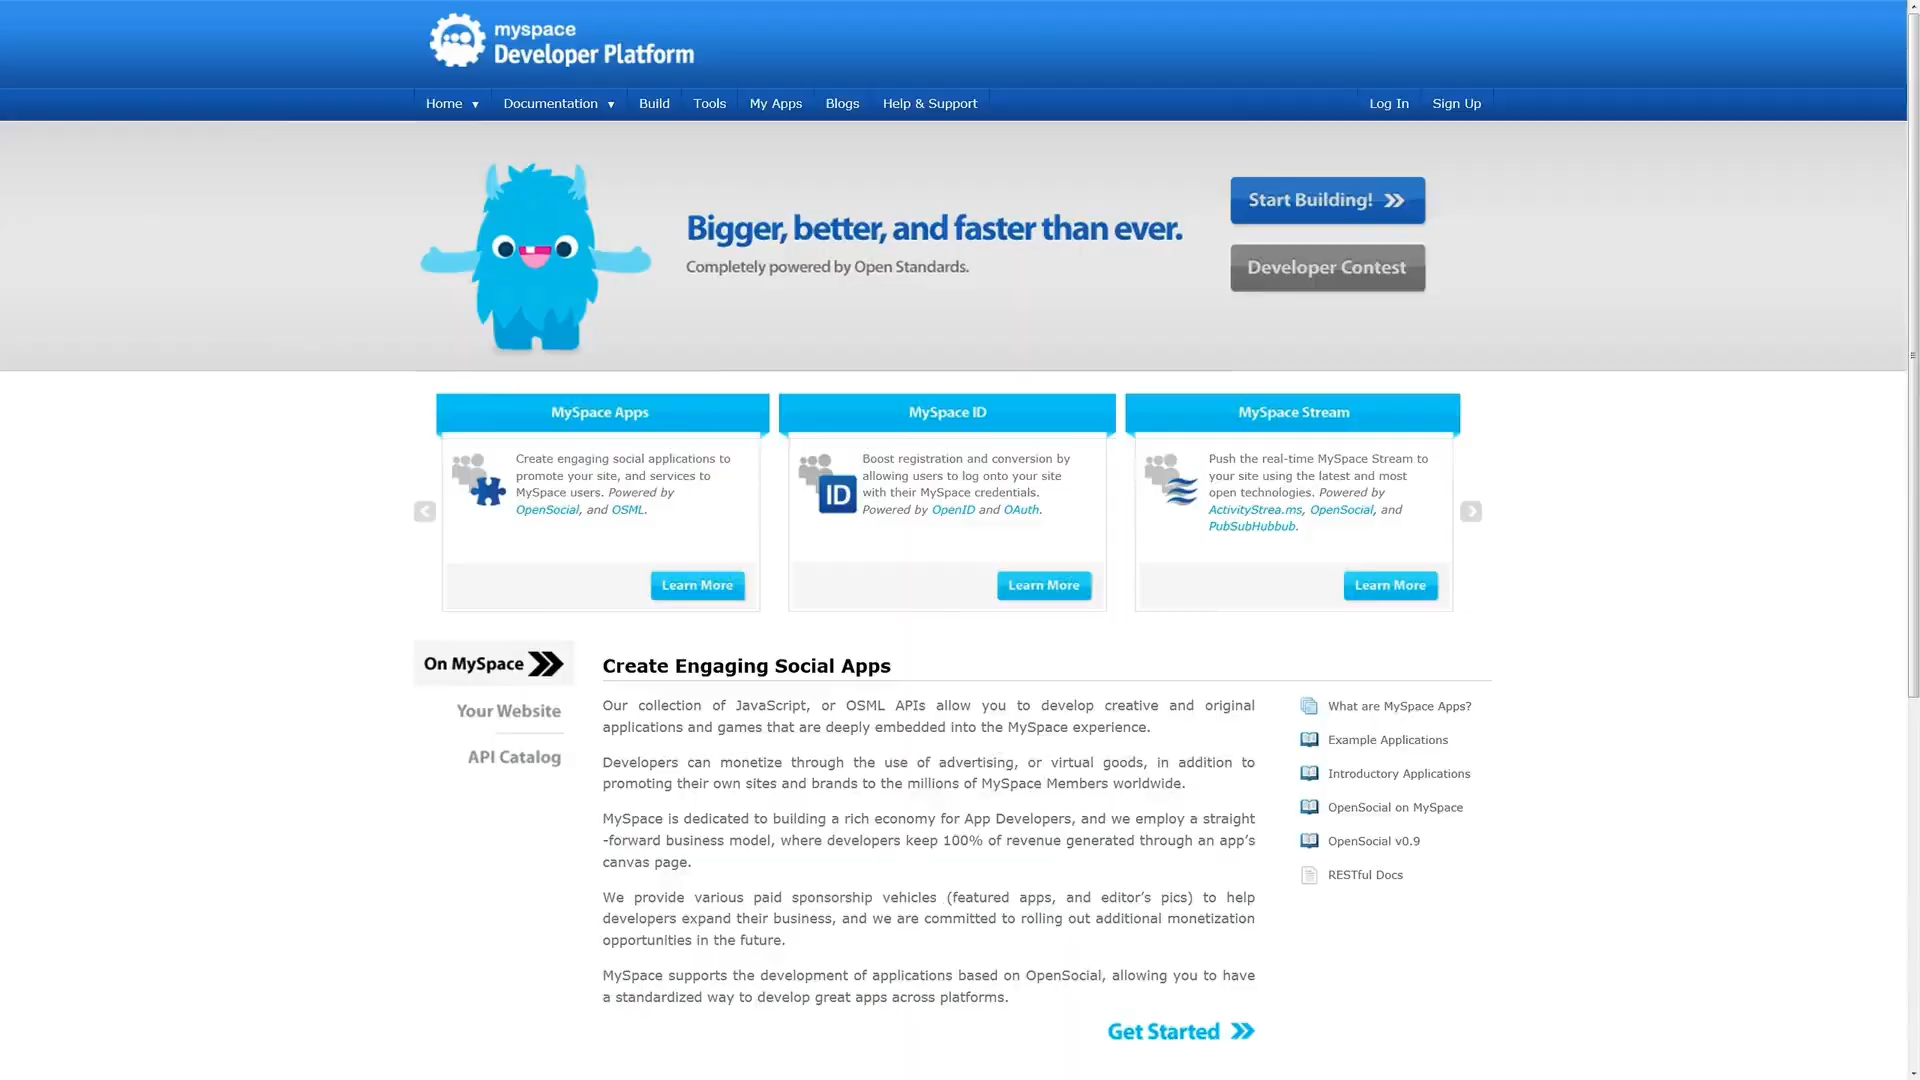 myspace
Developer Platform
Home ▼ Documentation ▼ Build Tools My Apps Blogs Help & Support Log In Sign Up
Bigger, better, and faster than ever.
Completely powered by Open Standards.
Start Building!
Developer Contest
MySpace Apps
Create engaging social applications to
promote your site, and services to
MySpace users. Powered by
OpenSocial, and OSML.
Learn More
MySpace ID
ID
Boost registration and conversion by
allowing users to log onto your site
with their MySpace credentials.
Powered by OpenID and OAuth.
Learn More
MySpace Stream
Push the real-time MySpace Stream to
your site using the latest and most
open technologies. Powered by
ActivityStrea.ms, OpenSocial, and
PubSubHubbub.
Learn More
On MySpace
Your Website
API Catalog
Create Engaging Social Apps
Our collection of JavaScript, or OSML APIs allow you to develop creative and original
applications and games that are deeply embedded into the MySpace experience.
Developers can monetize through the use of advertising, or virtual goods, in addition to
promoting their own sites and brands to the millions of MySpace Members worldwide.
MySpace is dedicated to building a rich economy for App Developers, and we employ a straight
-forward business model, where developers keep 100% of revenue generated through an app’s
canvas page.
We provide various paid sponsorship vehicles (featured apps, and editor’s pics) to help
developers expand their business, and we are committed to rolling out additional monetization
opportunities in the future.
MySpace supports the development of applications based on OpenSocial, allowing you to have
a standardized way to develop great apps across platforms.
Get Started
What are MySpace Apps?
Example Applications
Introductory Applications
OpenSocial on MySpace
OpenSocial v0.9
RESTful Docs